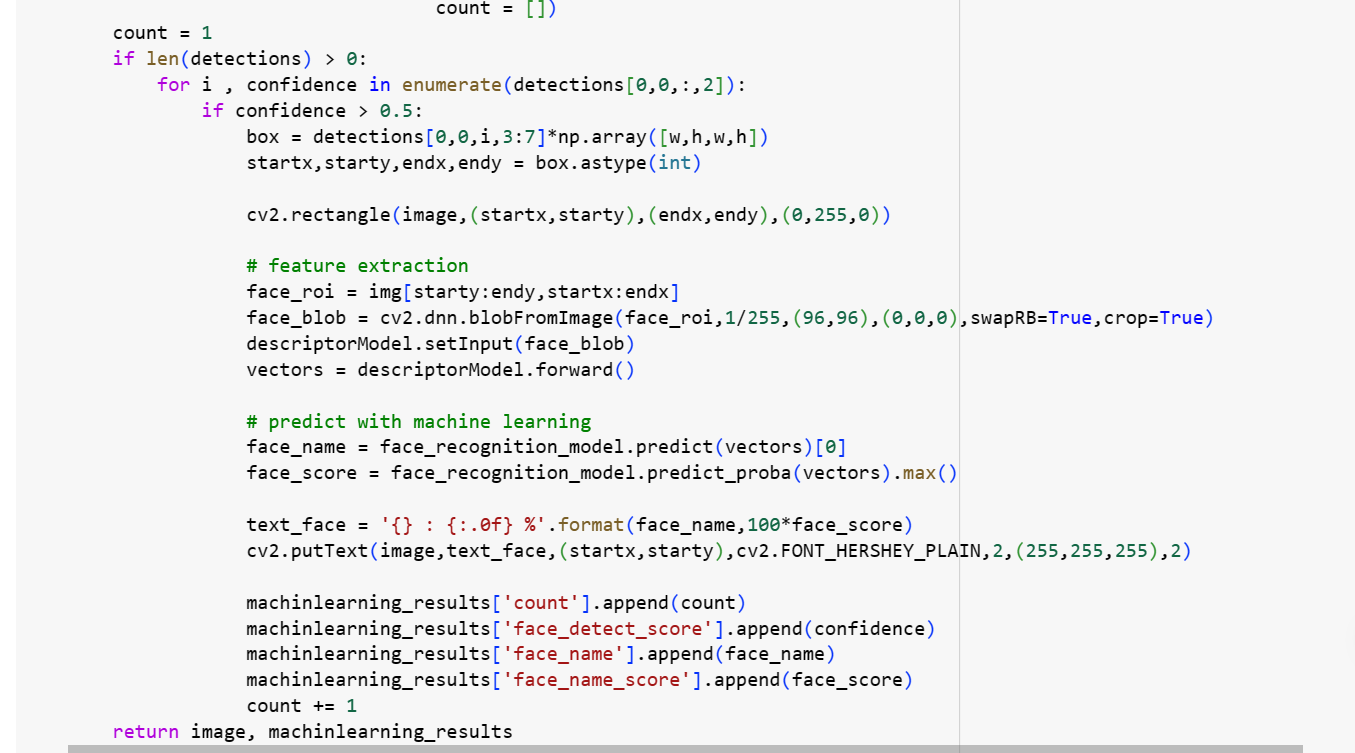 count = [])
count = 1
if len(detections) > 0:
for i , confidence in enumerate(detections[0,0,:,2]):
if confidence > 0.5:
box = detections[0,0,i,3:7]*np.array([w,h,w,h])
startx,starty,endx,endy = box.astype(int)
cv2.rectangle(image,(startx,starty),(endx,endy),(0,255,0))
# feature extraction
face_roi = img[starty:endy,startx:endx]
face_blob = cv2.dnn.blobFromImage(face_roi,1/255,(96,96),(0,0,0),swapRB=True,crop=True)
descriptorModel.setInput(face_blob)
vectors = descriptorModel.forward()
# predict with machine learning
face_name = face_recognition_model.predict(vectors)[0]
face_score = face_recognition_model.predict_proba(vectors).max()
text_face = '{} : {:.0f} %'.format(face_name,100*face_score)
cv2.putText(image,text_face,(startx,starty),cv2.FONT_HERSHEY_PLAIN,2,(255,255,255),2)
machinlearning_results['count'].append(count)
machinlearning_results['face_detect_score'].append(confidence)
machinlearning_results['face_name'].append(face_name)
machinlearning_results['face_name_score'].append(face_score)
count += 1
return image, machinlearning_results